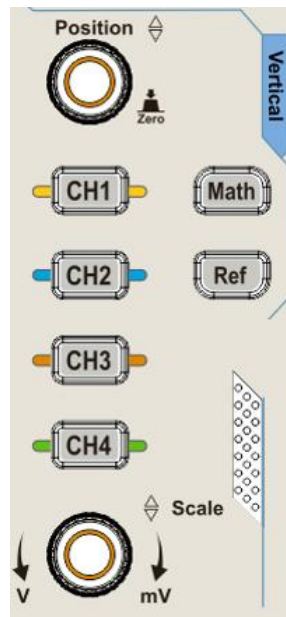 Position
Vertical
Zero
CH1
Math
CH2
Ref
CH3
CH4
Scale
V
mV